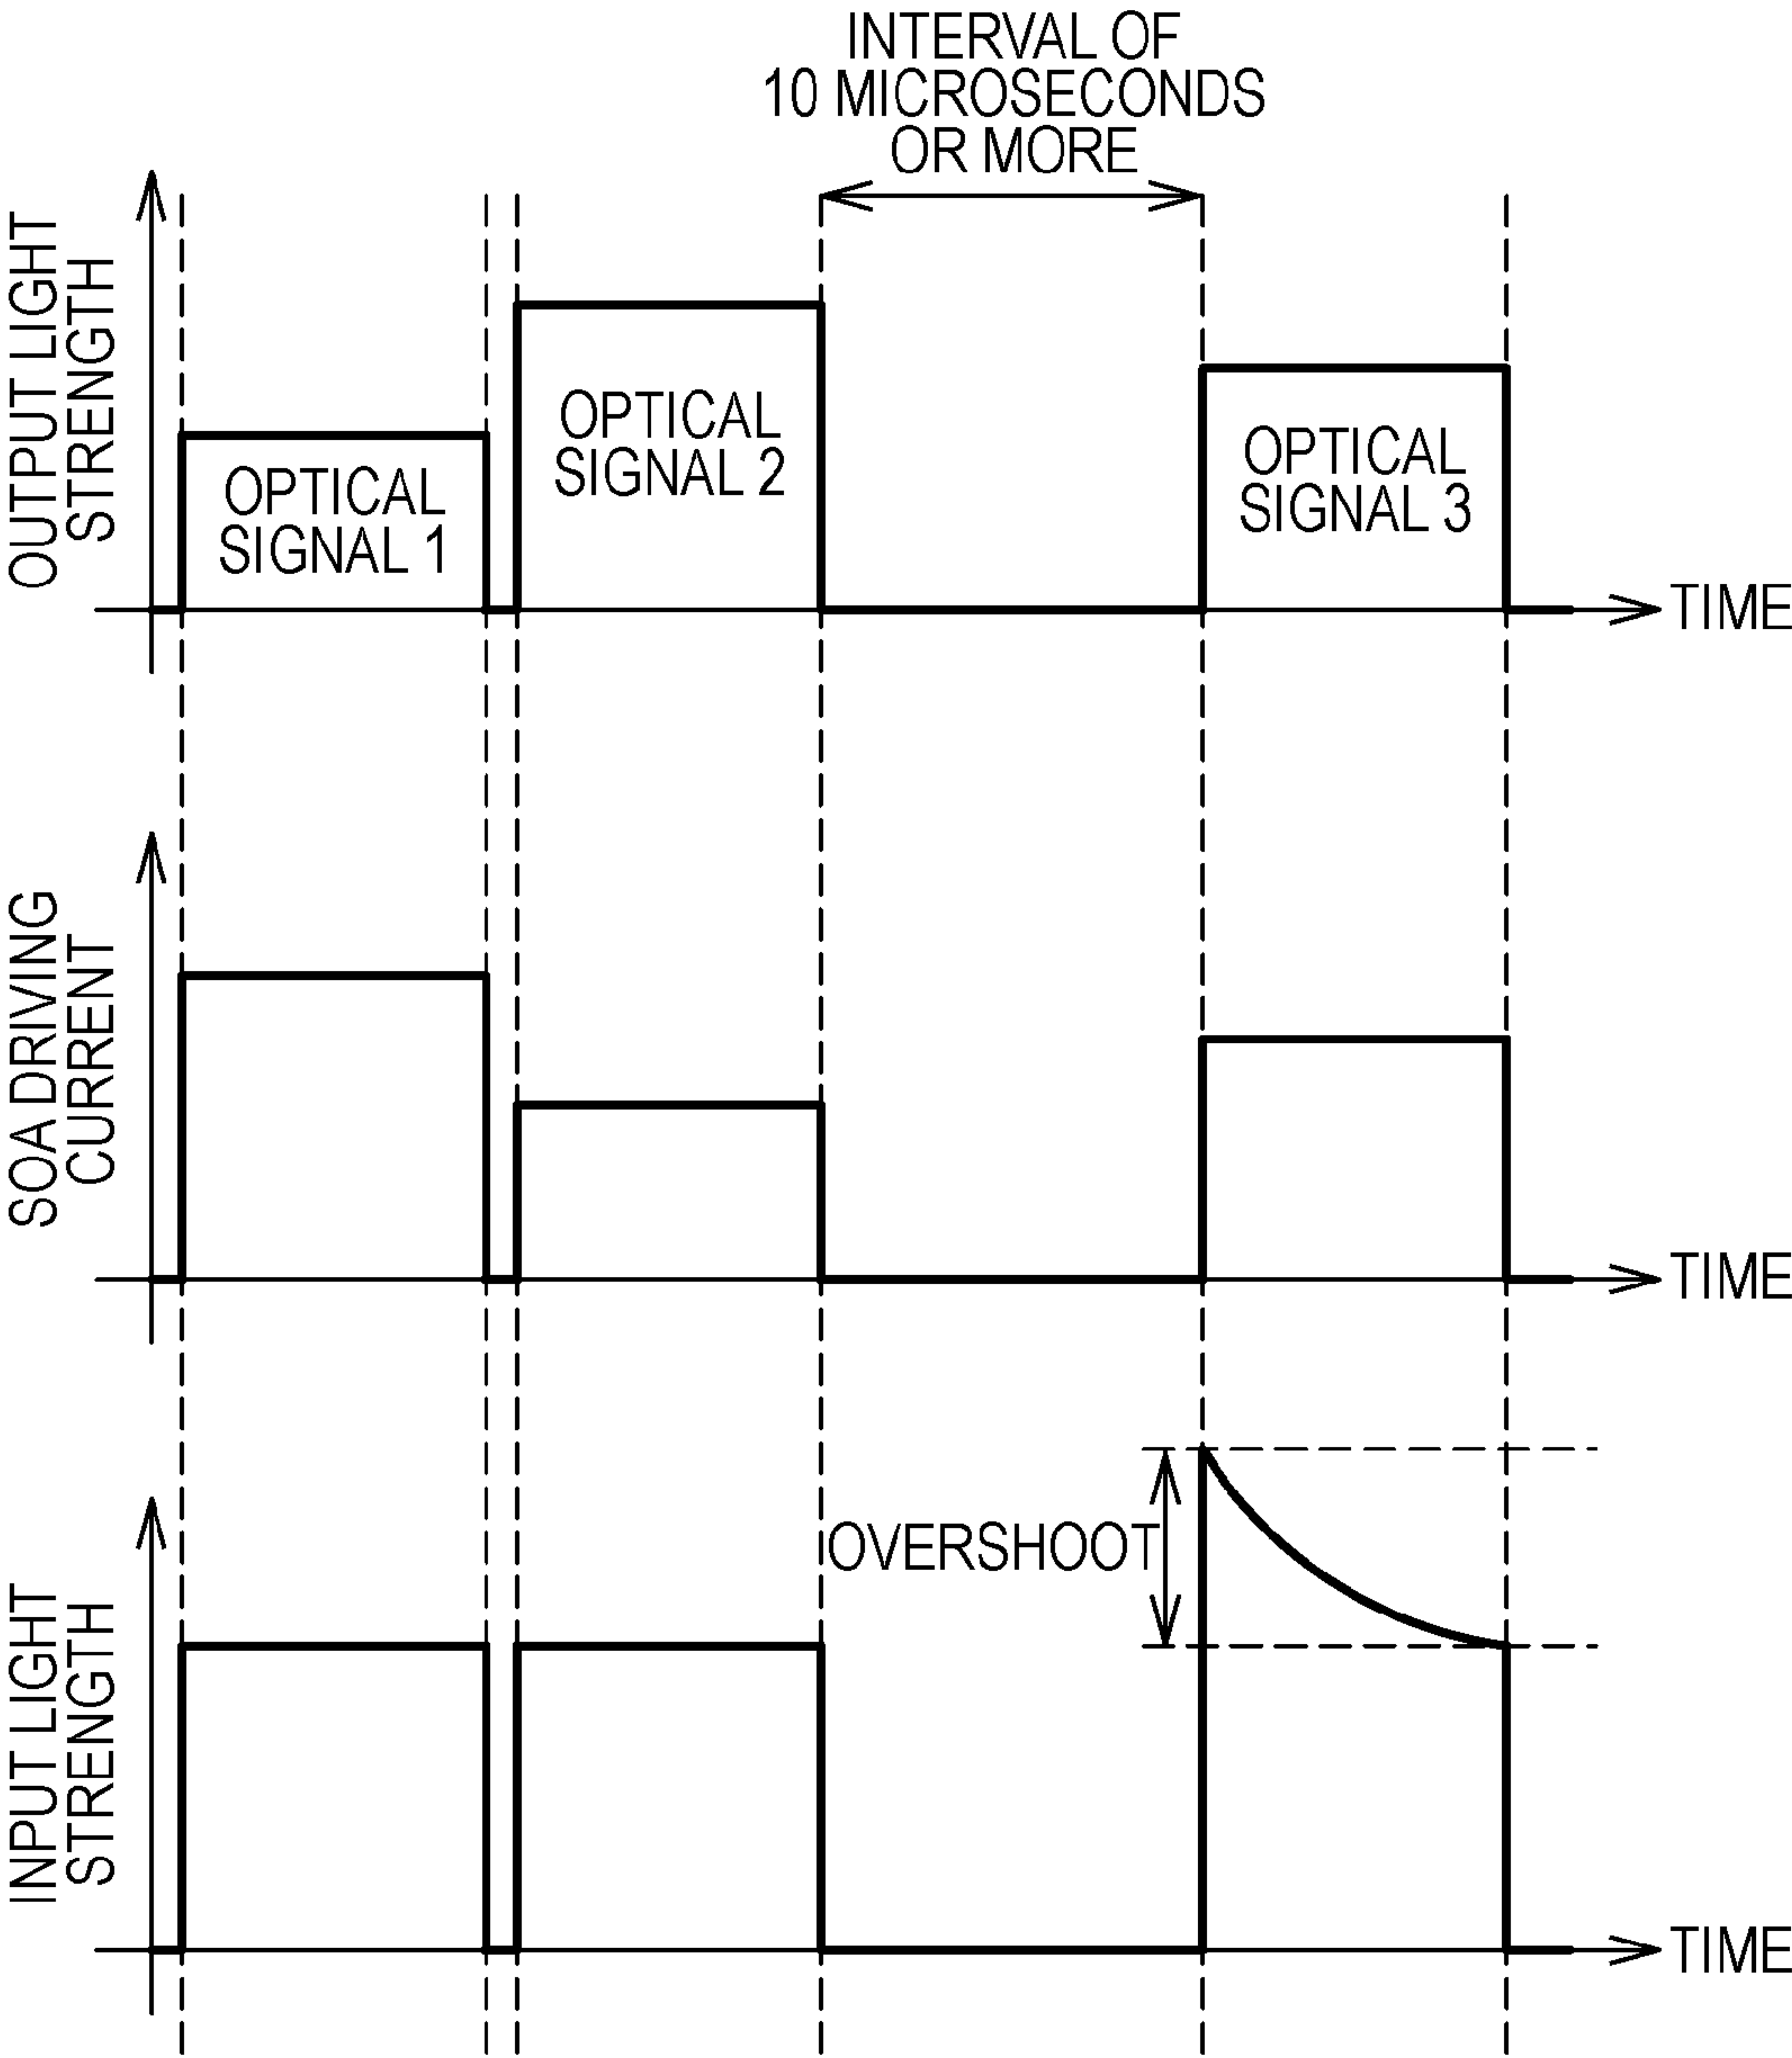 INTERVAL OF
10 MICROSECONDS
OR MORE
OUTPUT LIGHT
STRENGTH
OPTICAL
SIGNAL 1
OPTICAL
SIGNAL 2
OPTICAL
SIGNAL 3
TIME
SOA DRIVING
CURRENT
TIME
OVERSHOOT
INPUT LIGHT
STRENGTH
TIME